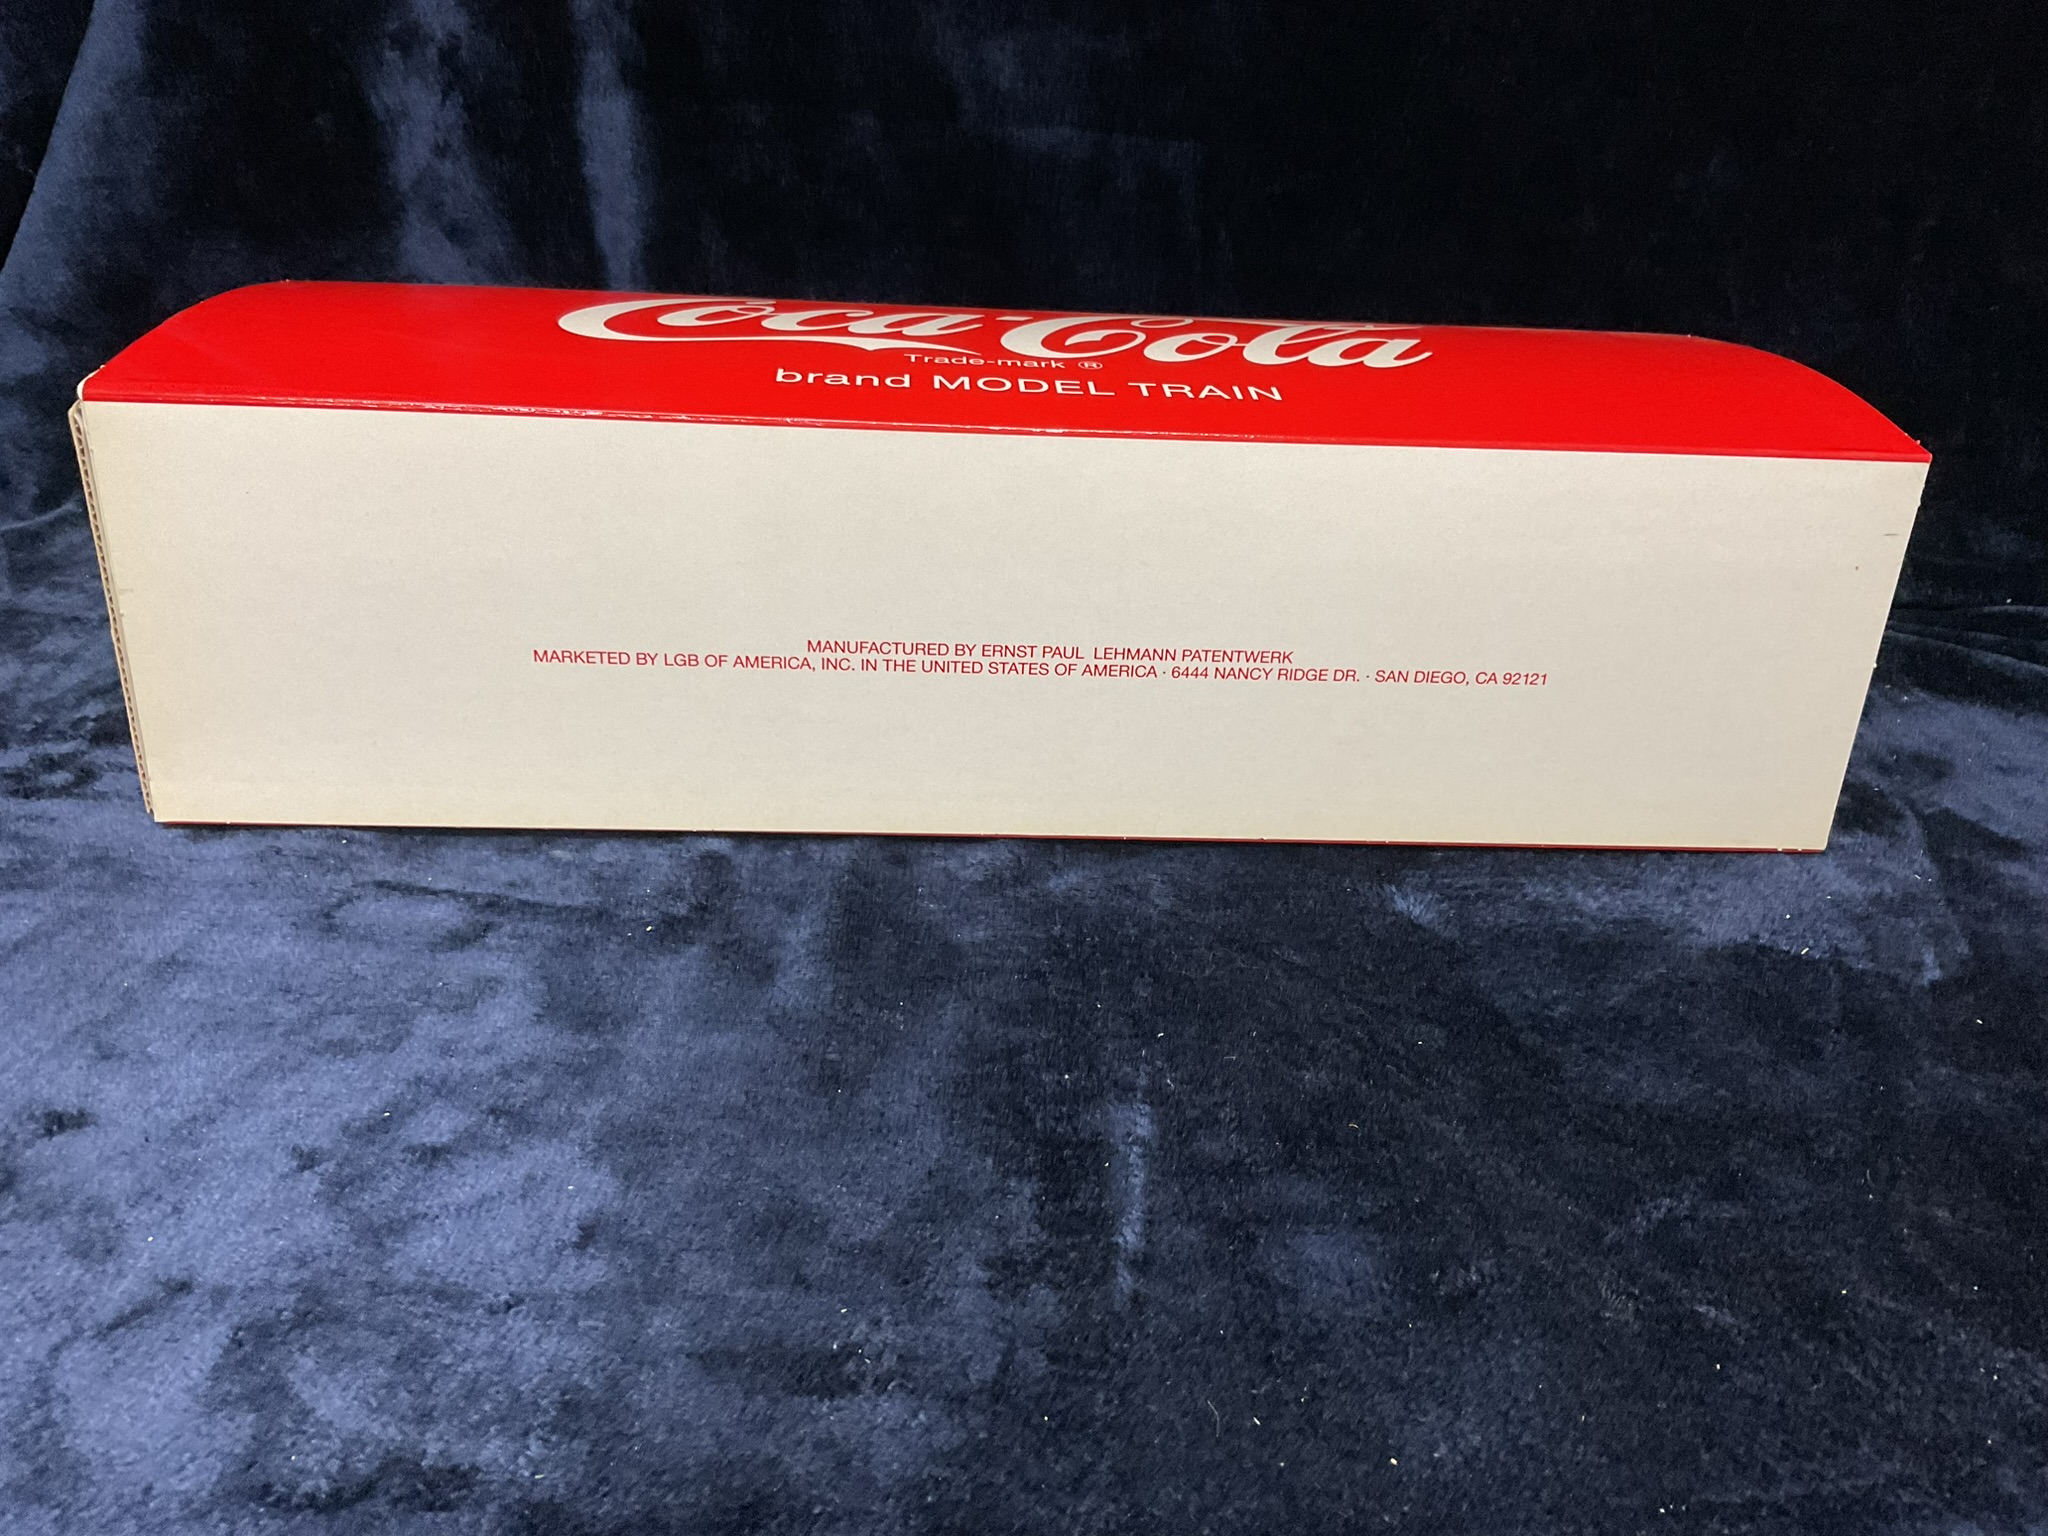 Coca-Cola
Trade-mark ®
brand MODEL TRAIN
MANUFACTURED BY ERNST PAUL LEHMANN PATENTWERK
MARKETED BY LGB OF AMERICA, INC. IN THE UNITED STATES OF AMERICA · 6444 NANCY RIDGE DR. · SAN DIEGO, CA 92121